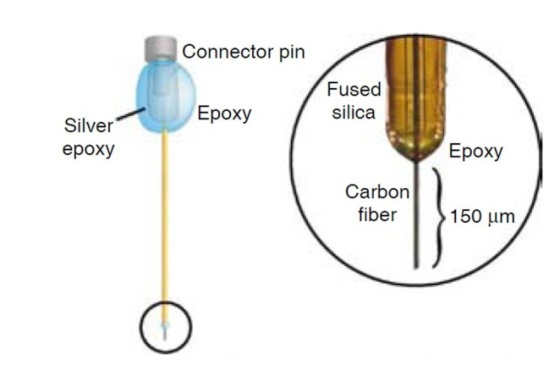 Connector pin
Silver
epoxy
Epoxy
Fused
silica
Epoxy
Carbon
fiber
150 μm